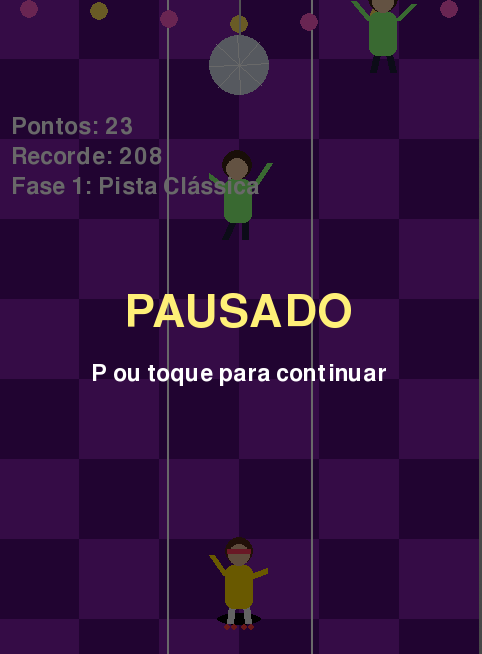 Pontos: 23
Recorde: 208
Fase 1: Pista Clássica
PAUSADO
P ou toque para continuar